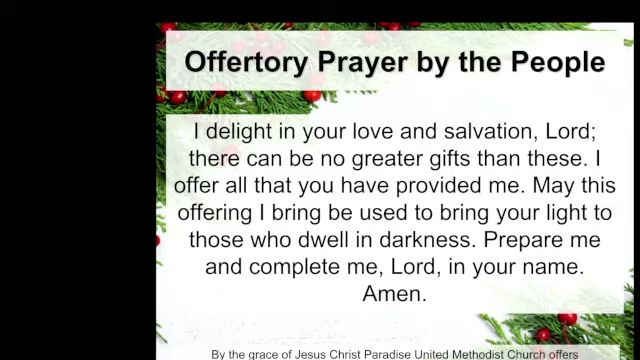 Offertory Prayer by the People
I delight in your love and salvation, Lord;
there can be no greater gifts than these. I
offer all that you have provided me. May this
offering I bring be used to bring your light to
those who dwell in darkness. Prepare me
and complete me, Lord, in your name.
Amen.
By the grace of Jesus Christ Paradise United Methodist Church offers